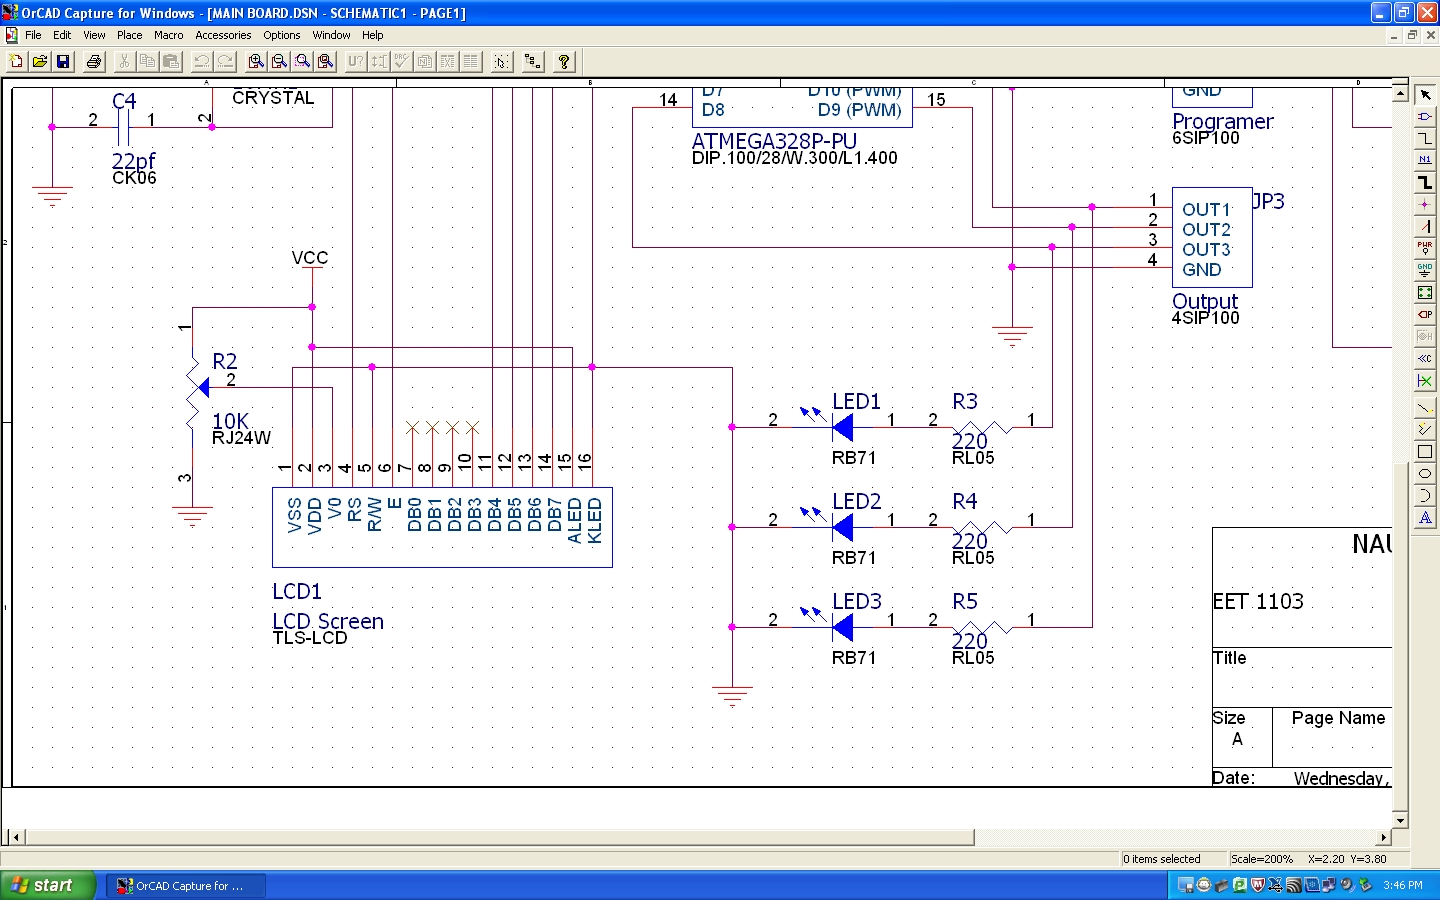 OrCAD Capture for Windows - [MAIN BOARD.DSN - SCHEMATIC1 - PAGE1]
File Edit View Place Macro Accessories Options Window Help
U?
DRC
A B C D
C4
CRYSTAL
2 1 2
22pf
CK06
14 D7 D10 (PWM) 15
D8 D9 (PWM)
ATMEGA328P-PU
DIP.100/28/W.300/L1.400
GND
Programer
6SIP100
JP3
1 OUT1
2 OUT2
3 OUT3
4 GND
Output
4SIP100
2
VCC
1
R2
2
10K
RJ24W
3
1 2 3 4 5 6 7 8 9 10 11 12 13 14 15 16
VSS VDD V0 RS R/W E DB0 DB1 DB2 DB3 DB4 DB5 DB6 DB7 ALED KLED
LCD1
LCD Screen
TLS-LCD
LED1 R3
2 1 2 1
220
RB71 RL05
LED2 R4
2 1 2 1
220
RB71 RL05
LED3 R5
2 1 2 1
220
RB71 RL05
1
NAU
EET 1103
Title
Size Page Name
A
Date: Wednesday,
N1
PWR
GND
A
0 items selected Scale=200% X=2.20 Y=3.80
start OrCAD Capture for ... 3:46 PM